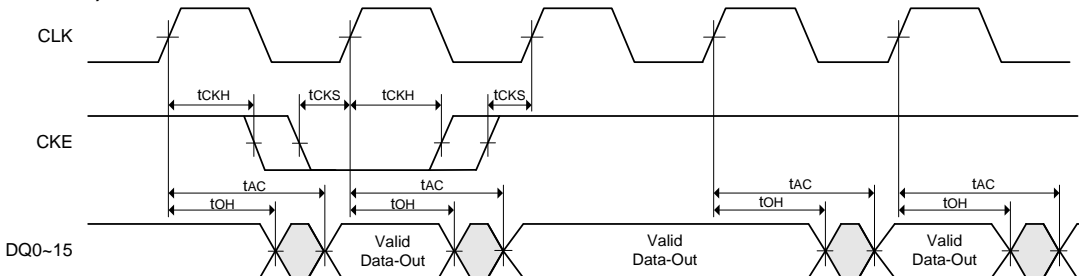 CLK
tCKH
tCKS
tCKH
tCKS
CKE
tAC
tAC
tAC
tAC
tOH
tOH
tOH
tOH
DQ0~15
Valid
Data-Out
Valid
Data-Out
Valid
Data-Out